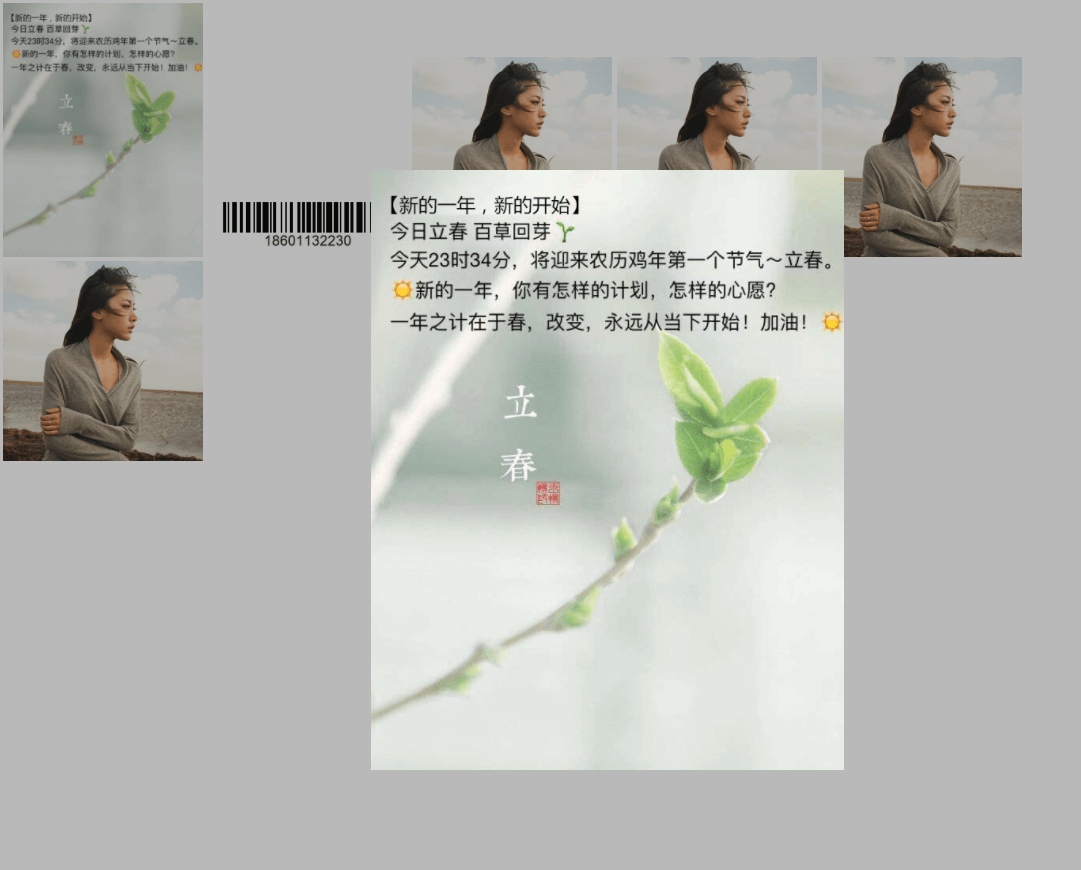 【新的一年，新的开始】
今日立春 百草回芽🌱
今天23时34分，将迎来农历鸡年第一个节气～立春。
☀️新的一年，你有怎样的计划，怎样的心愿？
一年之计在于春，改变，永远从当下开始！加油！☀️
立
春
18601132230
【新的一年，新的开始】
今日立春 百草回芽🌱
今天23时34分，将迎来农历鸡年第一个节气～立春。
☀️新的一年，你有怎样的计划，怎样的心愿？
一年之计在于春，改变，永远从当下开始！加油！☀️
立
春